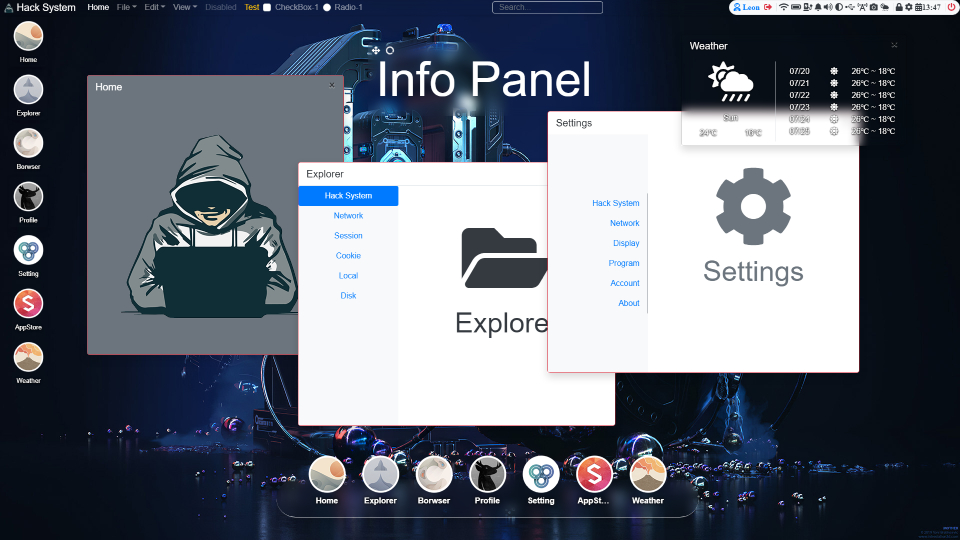 Hack System Home File Edit View Disabled Test CheckBox-1 Radio-1 Search... Leon 13:47
Home
Explorer
Borwser
Profile
Setting
AppStore
Weather
Info Panel
Home
Explorer
Hack System
Network
Session
Cookie
Local
Disk
Explore
Settings
Hack System
Network
Display
Program
Account
About
Settings
Weather
Sun
24℃ 16℃
07/20 26℃ ~ 18℃
07/21 26℃ ~ 18℃
07/22 26℃ ~ 18℃
07/23 26℃ ~ 18℃
07/24 26℃ ~ 18℃
07/25 26℃ ~ 18℃
Home Explorer Borwser Profile Setting AppSt... Weather